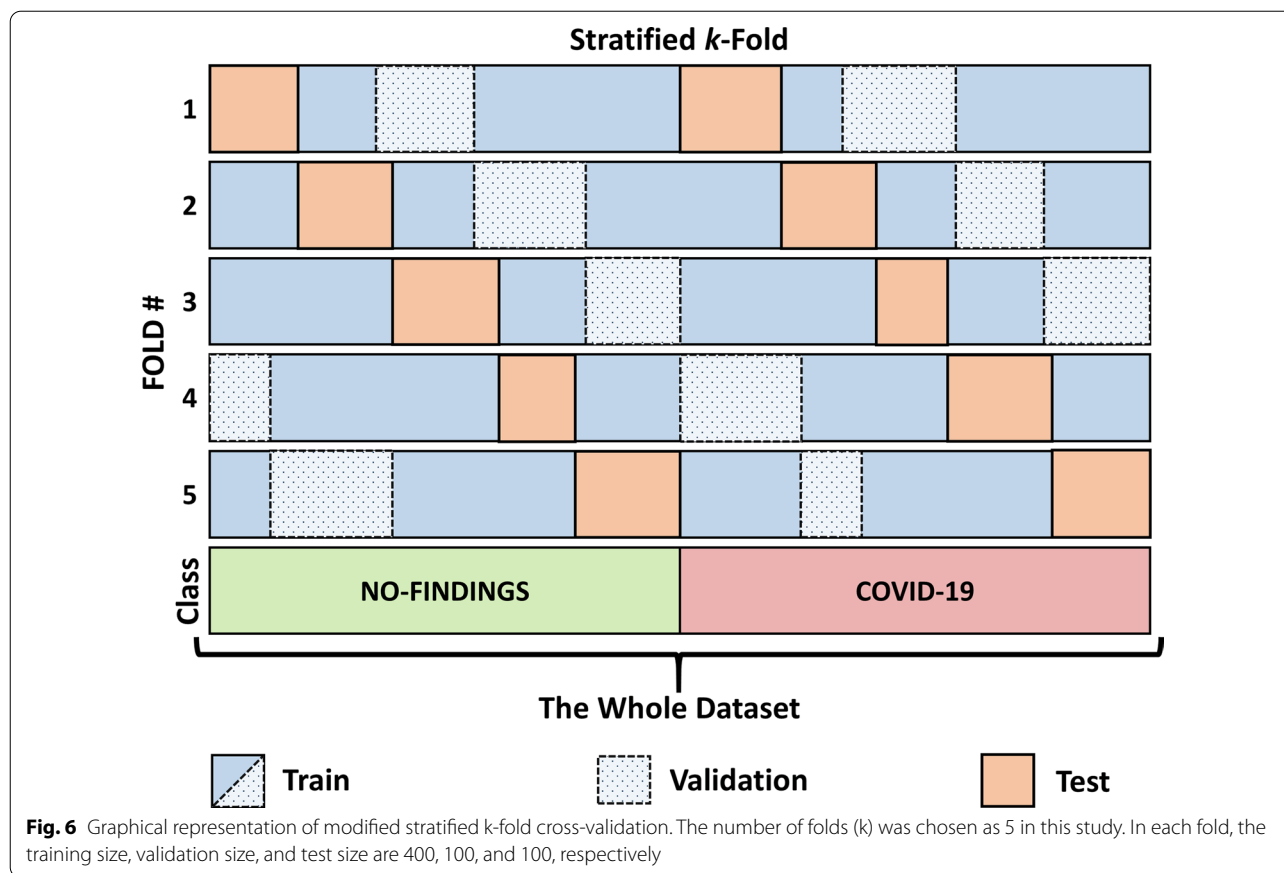 Stratified k-Fold
FOLD #
1
2
3
4
5
Class
NO-FINDINGS
COVID-19
The Whole Dataset
Train
Validation
Test
Fig. 6 Graphical representation of modified stratified k-fold cross-validation. The number of folds (k) was chosen as 5 in this study. In each fold, the
training size, validation size, and test size are 400, 100, and 100, respectively